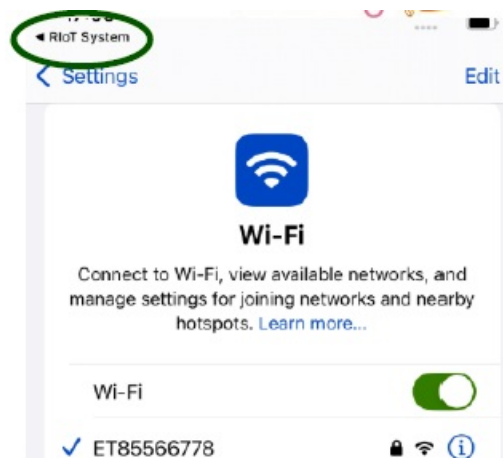 ◀ RIoT System
Settings
Edit
Wi-Fi
Connect to Wi-Fi, view available networks, and
manage settings for joining networks and nearby
hotspots. Learn more...
Wi-Fi
ET85566778